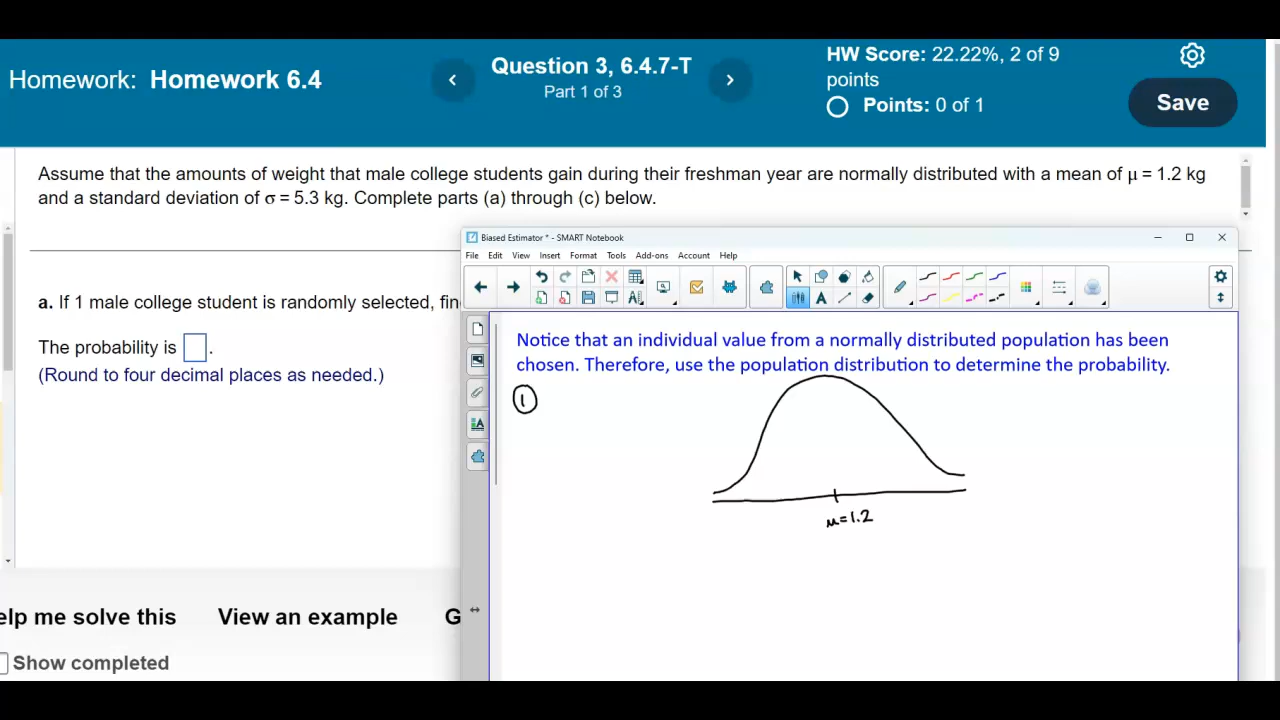 Homework: Homework 6.4
Question 3, 6.4.7-T
Part 1 of 3
HW Score: 22.22%, 2 of 9
points
Points: 0 of 1
Save
Assume that the amounts of weight that male college students gain during their freshman year are normally distributed with a mean of μ = 1.2 kg
and a standard deviation of σ = 5.3 kg. Complete parts (a) through (c) below.
a. If 1 male college student is randomly selected, fin
The probability is .
(Round to four decimal places as needed.)
Biased Estimator * - SMART Notebook
File Edit View Insert Format Tools Add-ons Account Help
Notice that an individual value from a normally distributed population has been
chosen. Therefore, use the population distribution to determine the probability.
1
μ=1.2
elp me solve this View an example G
Show completed